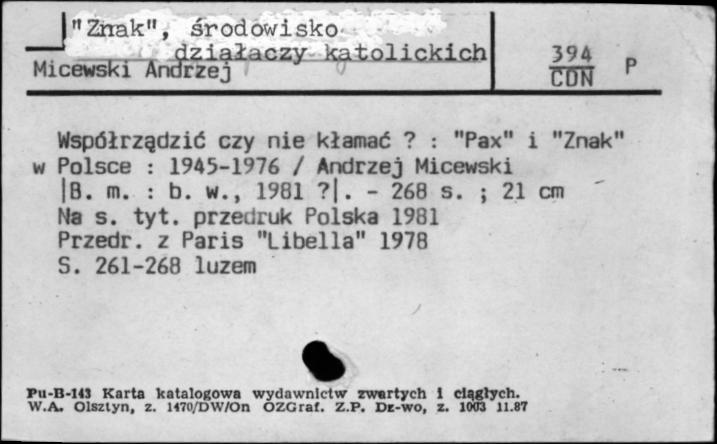 "Znak", środowisko
działaczy katolickich
Micewski Andrzej
394
CDN
P
Współrządzić czy nie kłamać ? : "Pax" i "Znak"
w Polsce : 1945-1976 / Andrzej Micewski
|B. m. : b. w., 1981 ?|. - 268 s. ; 21 cm
Na s. tyt. przedruk Polska 1981
Przedr. z Paris "Libella" 1978
S. 261-268 luzem
Pu-B-143 Karta katalogowa wydawnictw zwartych i ciągłych.
W.A. Olsztyn, z. 1470/DW/On OZGraf. Z.P. Dz-wo, z. 1003 11.87